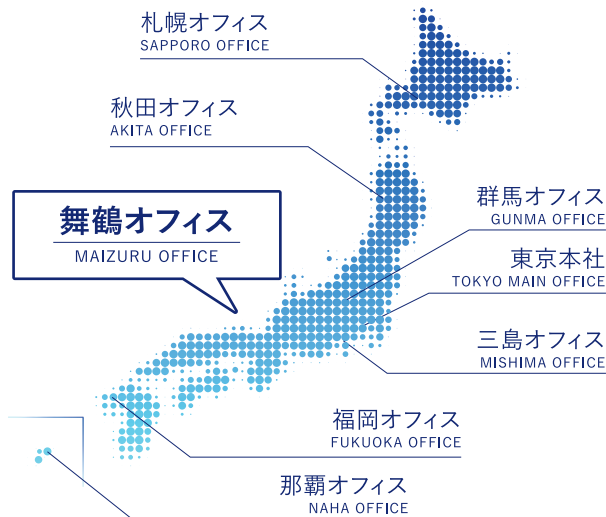 札幌オフィス
SAPPORO OFFICE
秋田オフィス
AKITA OFFICE
舞鶴オフィス
MAIZURU OFFICE
群馬オフィス
GUNMA OFFICE
東京本社
TOKYO MAIN OFFICE
三島オフィス
MISHIMA OFFICE
福岡オフィス
FUKUOKA OFFICE
那覇オフィス
NAHA OFFICE